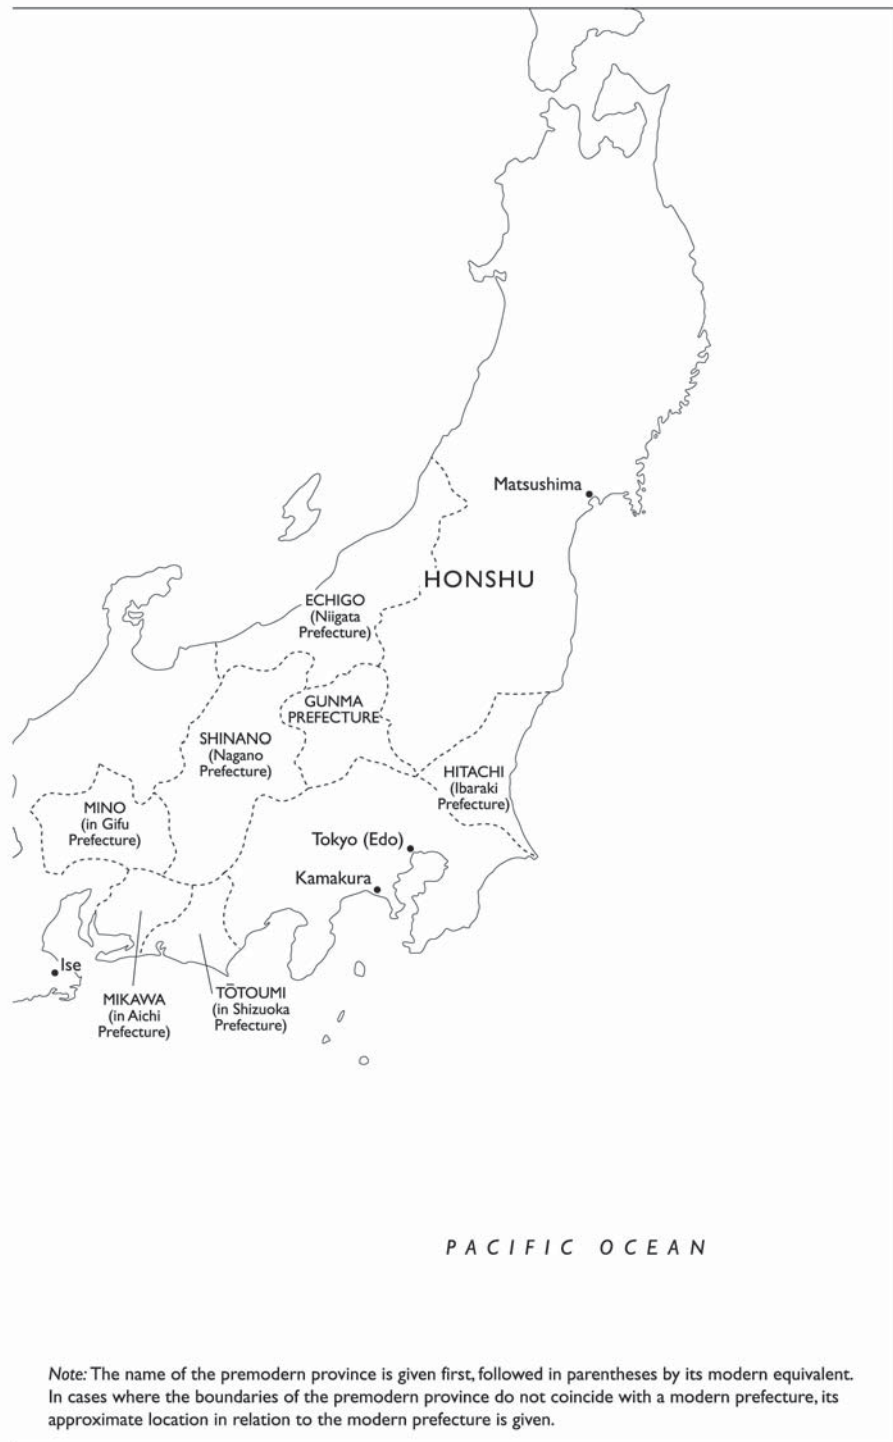 Matsushima
HONSHU
ECHIGO
(Niigata
Prefecture)
GUNMA
PREFECTURE
SHINANO
(Nagano
Prefecture)
HITACHI
(Ibaraki
Prefecture)
MINO
(in Gifu
Prefecture)
Tokyo (Edo)
Kamakura
Ise
MIKAWA
(in Aichi
Prefecture)
TŌTOUMI
(in Shizuoka
Prefecture)
PACIFIC OCEAN
Note: The name of the premodern province is given first, followed in parentheses by its modern equivalent.
In cases where the boundaries of the premodern province do not coincide with a modern prefecture, its
approximate location in relation to the modern prefecture is given.